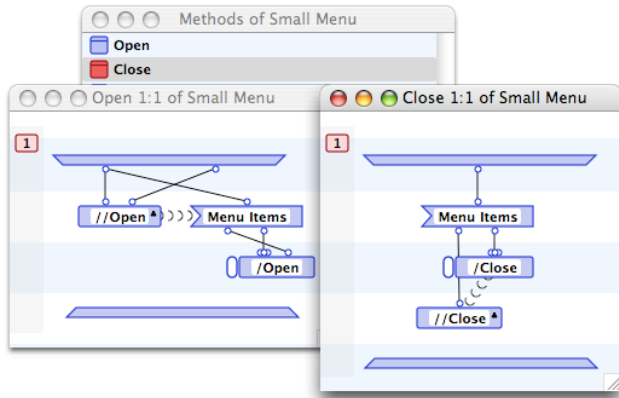 Methods of Small Menu
Open
Close
Open 1:1 of Small Menu
1
//Open
Menu Items
/Open
Close 1:1 of Small Menu
1
Menu Items
/Close
//Close